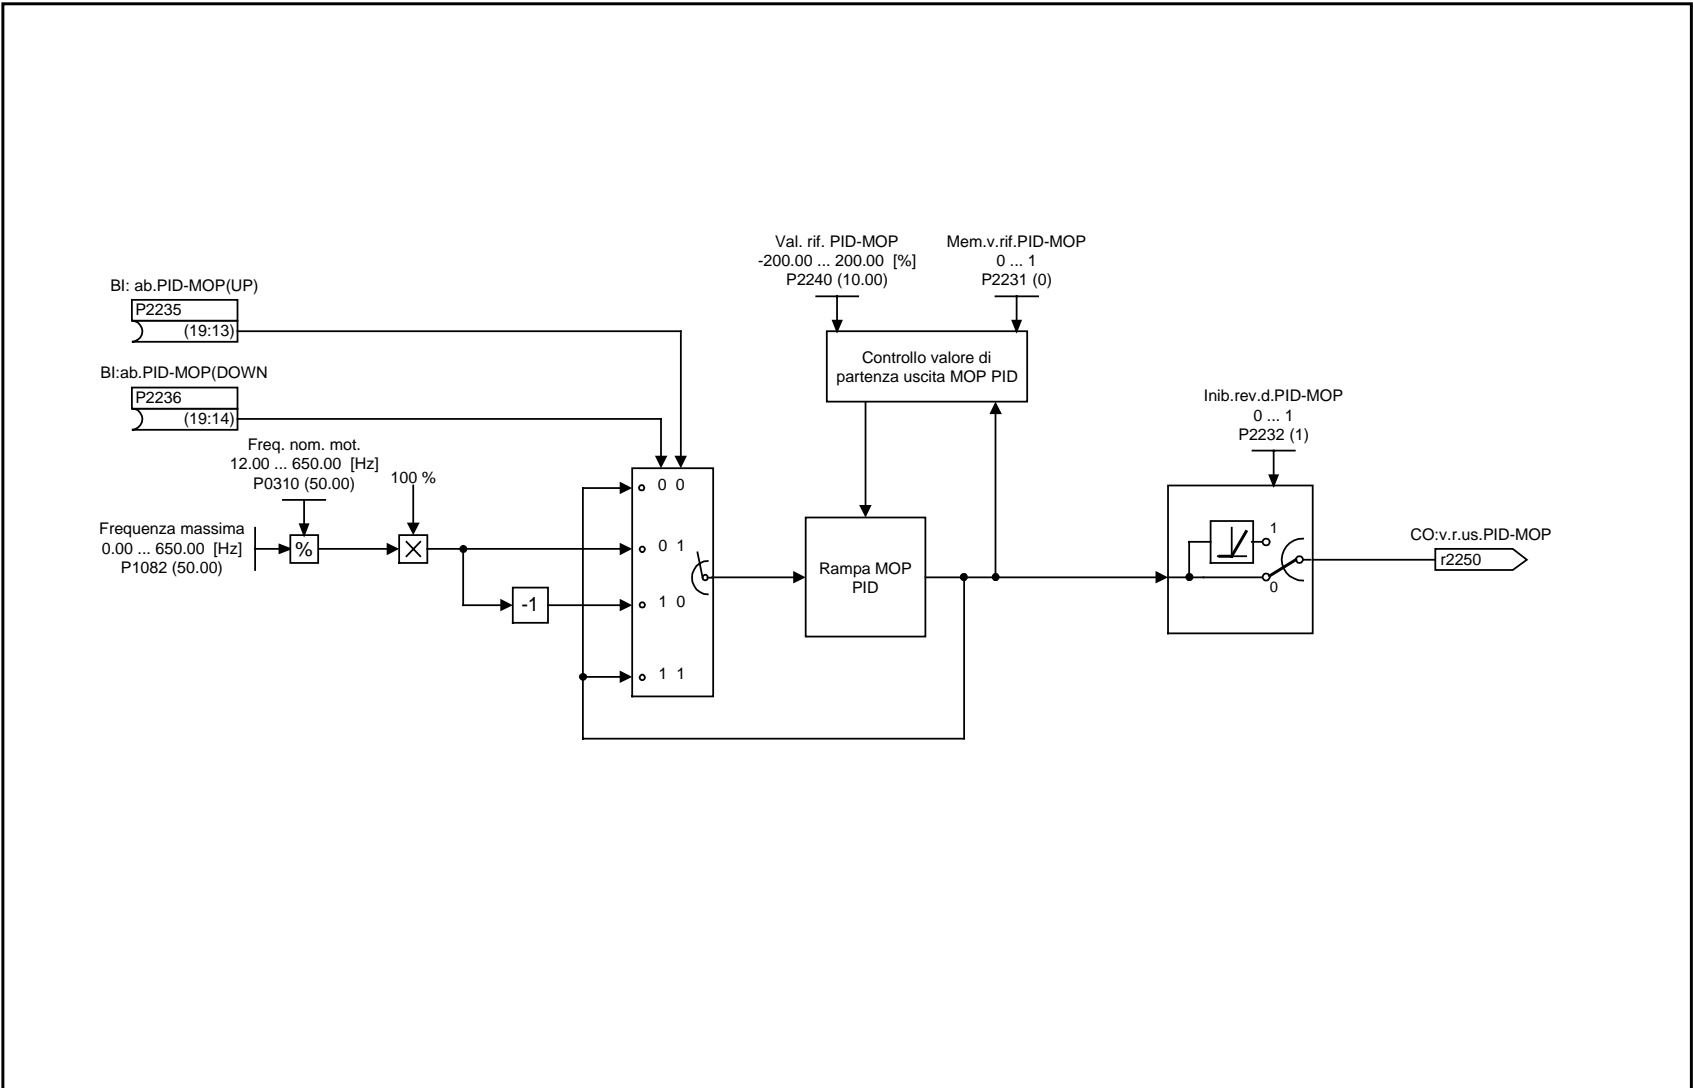 Val. rif. PID-MOP
-200.00 ... 200.00 [%]
P2240 (10.00)
Mem.v.rif.PID-MOP
0 ... 1
P2231 (0)
BI: ab.PID-MOP(UP)
P2235
(19:13)
BI:ab.PID-MOP(DOWN
P2236
(19:14)
Controllo valore di
partenza uscita MOP PID
Inib.rev.d.PID-MOP
0 ... 1
P2232 (1)
Freq. nom. mot.
12.00 ... 650.00 [Hz]
P0310 (50.00)
100 %
Frequenza massima
0.00 ... 650.00 [Hz]
P1082 (50.00)
%
-1
0 0
0 1
1 0
1 1
Rampa MOP
PID
1
0
CO:v.r.us.PID-MOP
r2250